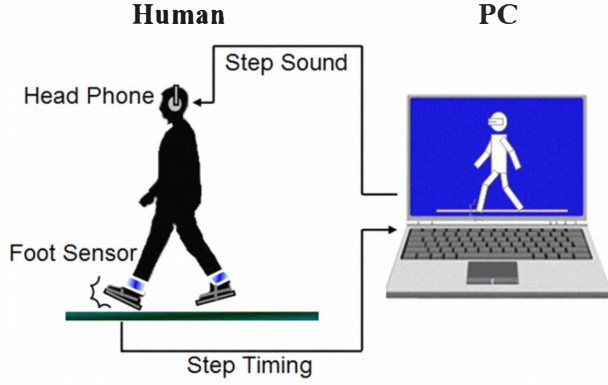 Human
PC
Step Sound
Head Phone
Foot Sensor
Step Timing